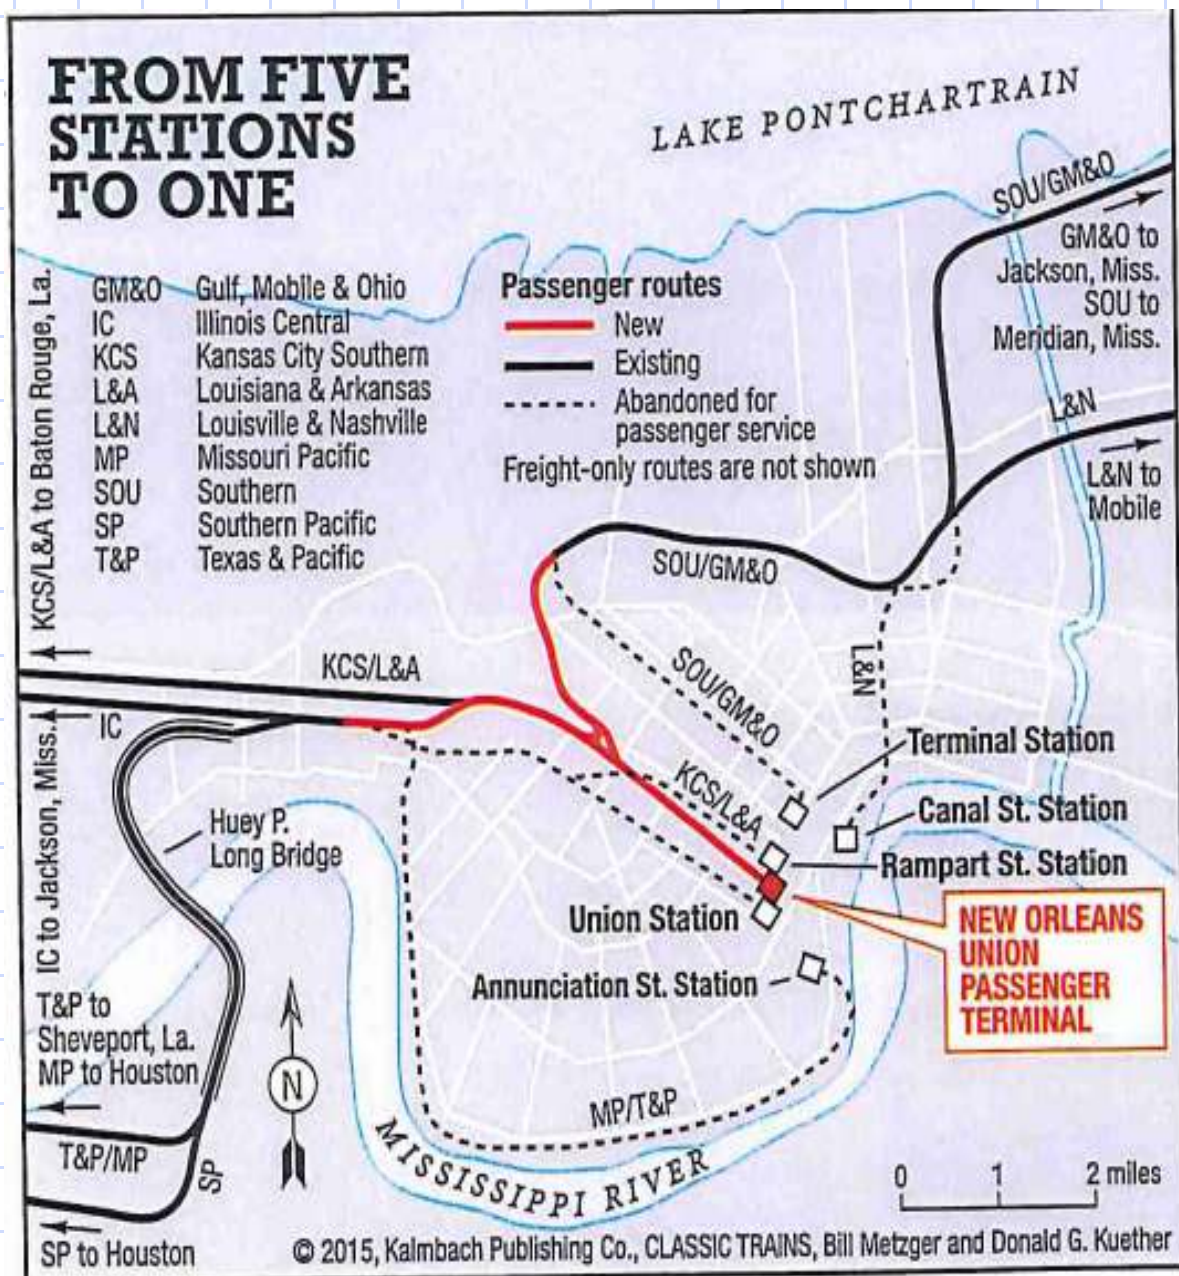 FROM FIVE
STATIONS
TO ONE
LAKE PONTCHARTRAIN
SOU/GM&O
GM&O to
Jackson, Miss.
SOU to
Meridian, Miss.
GM&O Gulf, Mobile & Ohio
IC Illinois Central
KCS Kansas City Southern
L&A Louisiana & Arkansas
L&N Louisville & Nashville
MP Missouri Pacific
SOU Southern
SP Southern Pacific
T&P Texas & Pacific
Passenger routes
New
Existing
Abandoned for
passenger service
Freight-only routes are not shown
L&N
L&N to
Mobile
KCS/L&A to Baton Rouge, La.
SOU/GM&O
SOU/GM&O
L&N
KCS/L&A
IC
IC to Jackson, Miss.
Terminal Station
KCS/L&A
Canal St. Station
Huey P.
Long Bridge
Rampart St. Station
Union Station
NEW ORLEANS
UNION
PASSENGER
TERMINAL
Annunciation St. Station
T&P to
Sheveport, La.
MP to Houston
N
MP/T&P
T&P/MP
SP
MISSISSIPPI RIVER
0 1 2 miles
SP to Houston
© 2015, Kalmbach Publishing Co., CLASSIC TRAINS, Bill Metzger and Donald G. Kuether